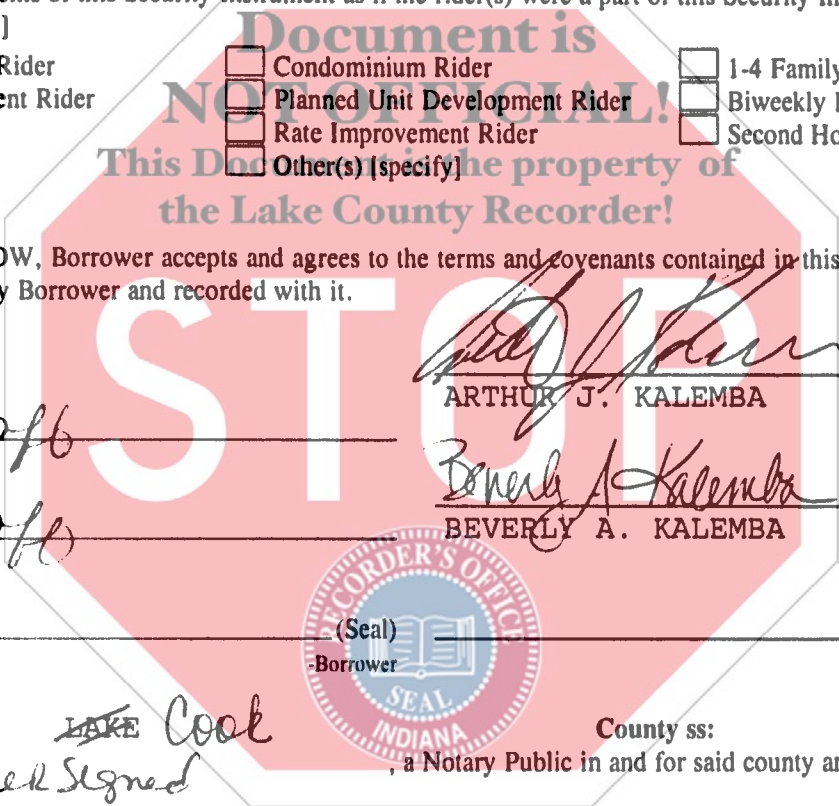 ]
Rider Condominium Rider 1-4 Family
ent Rider Planned Unit Development Rider Biweekly
Rate Improvement Rider Second Ho
Other(s) [specify]
Document is
NOT OFFICIAL!
This Document is the property of
the Lake County Recorder!
OW, Borrower accepts and agrees to the terms and covenants contained in this
y Borrower and recorded with it.
STOP
ARTHUR J. KALEMBA
Beverly A Kalemba
BEVERLY A. KALEMBA
(Seal)
-Borrower
RECORDER'S OFFICE
SEAL
INDIANA
LAKE Cook County ss:
Signed , a Notary Public in and for said county an